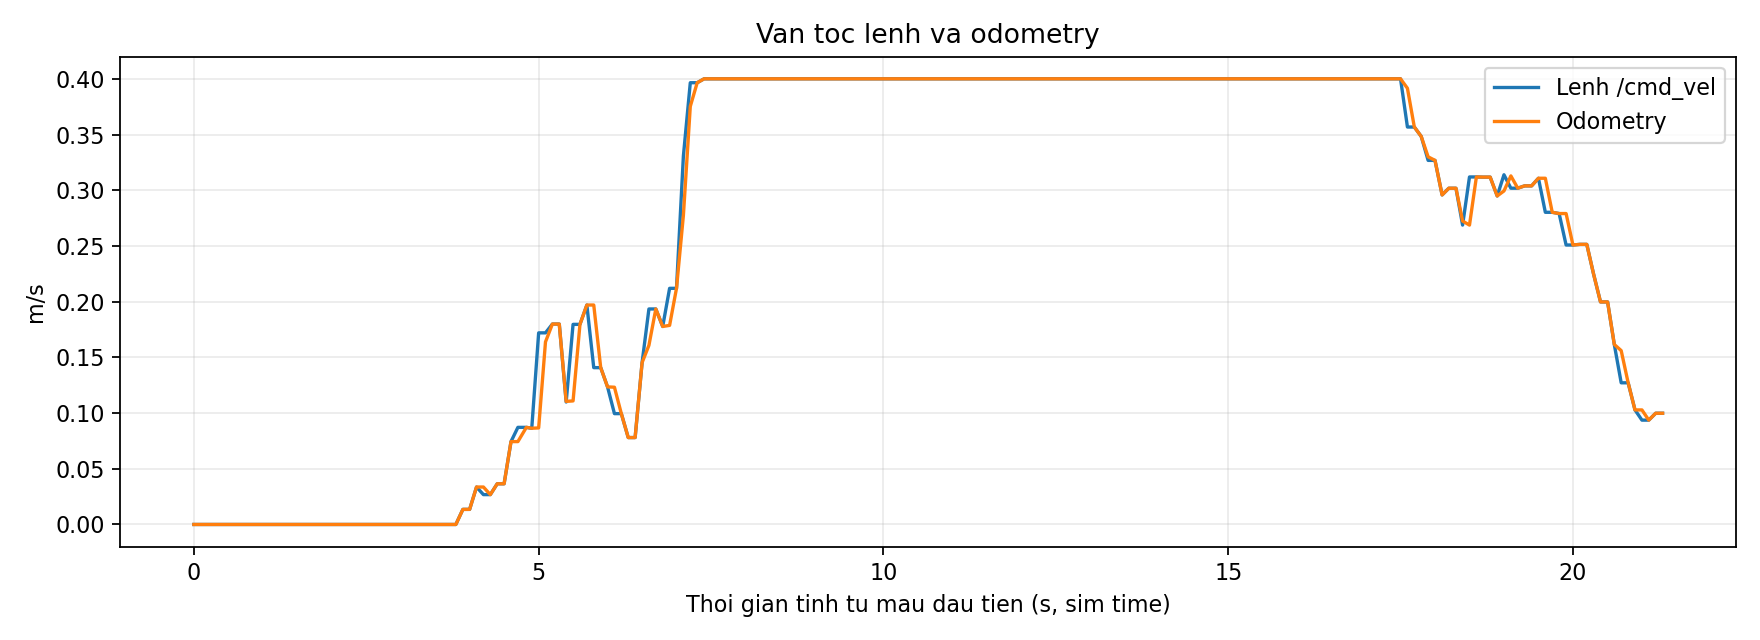 Van toc lenh va odometry
m/s
0.40
0.35
0.30
0.25
0.20
0.15
0.10
0.05
0.00
Lenh /cmd_vel
Odometry
0
5
10
15
20
Thoi gian tinh tu mau dau tien (s, sim time)